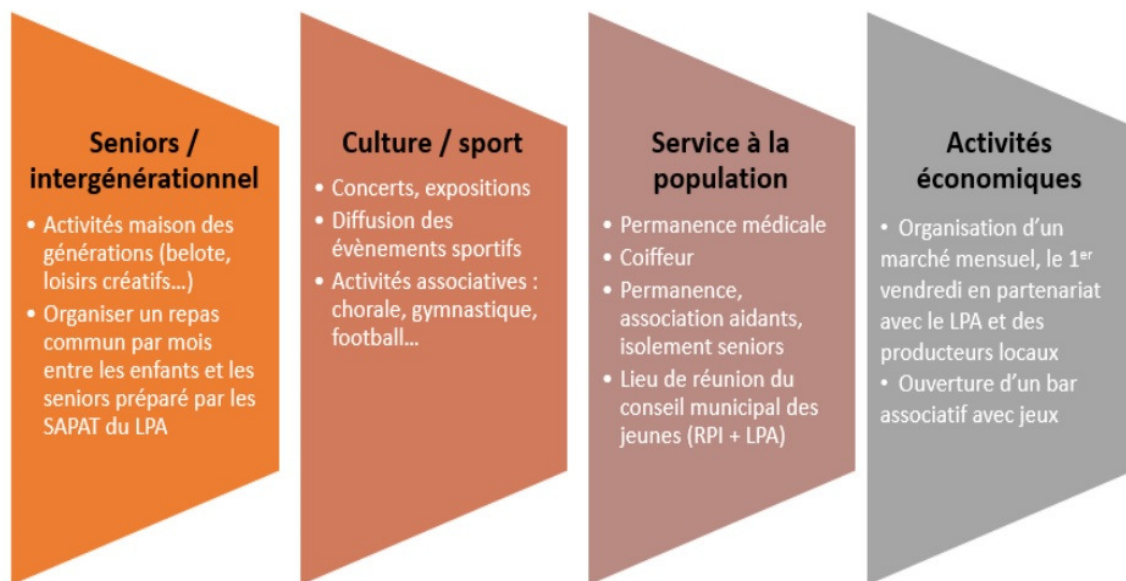 Seniors /
intergénérationnel
• Activités maison des
générations (belote,
loisirs créatifs…)
• Organiser un repas
commun par mois
entre les enfants et les
seniors préparé par les
SAPAT du LPA
Culture / sport
• Concerts, expositions
• Diffusion des
évènements sportifs
• Activités associatives :
chorale, gymnastique,
football…
Service à la
population
• Permanence médicale
• Coiffeur
• Permanence,
association aidants,
isolement seniors
• Lieu de réunion du
conseil municipal des
jeunes (RPI + LPA)
Activités
économiques
• Organisation d’un
marché mensuel, le 1er
vendredi en partenariat
avec le LPA et des
producteurs locaux
• Ouverture d’un bar
associatif avec jeux